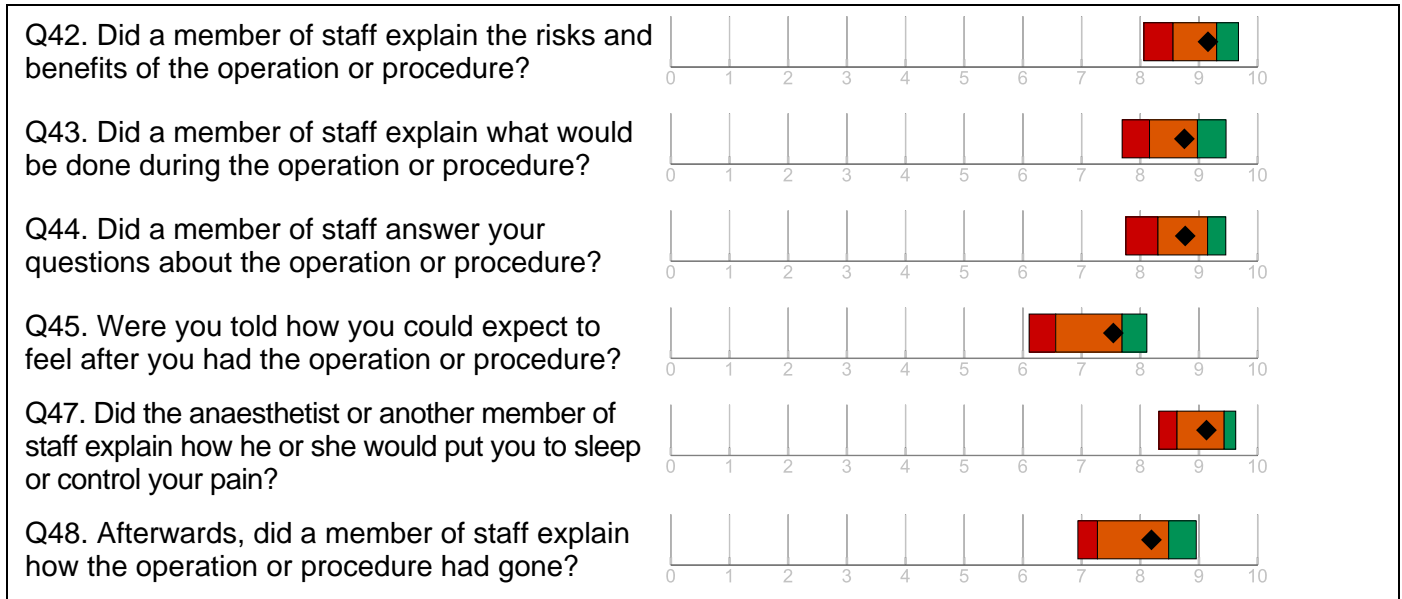 Q42. Did a member of staff explain the risks and
benefits of the operation or procedure?
0 1 2 3 4 5 6 7 8 9 10
Q43. Did a member of staff explain what would
be done during the operation or procedure?
0 1 2 3 4 5 6 7 8 9 10
Q44. Did a member of staff answer your
questions about the operation or procedure?
0 1 2 3 4 5 6 7 8 9 10
Q45. Were you told how you could expect to
feel after you had the operation or procedure?
0 1 2 3 4 5 6 7 8 9 10
Q47. Did the anaesthetist or another member of
staff explain how he or she would put you to sleep
or control your pain?
0 1 2 3 4 5 6 7 8 9 10
Q48. Afterwards, did a member of staff explain
how the operation or procedure had gone?
0 1 2 3 4 5 6 7 8 9 10